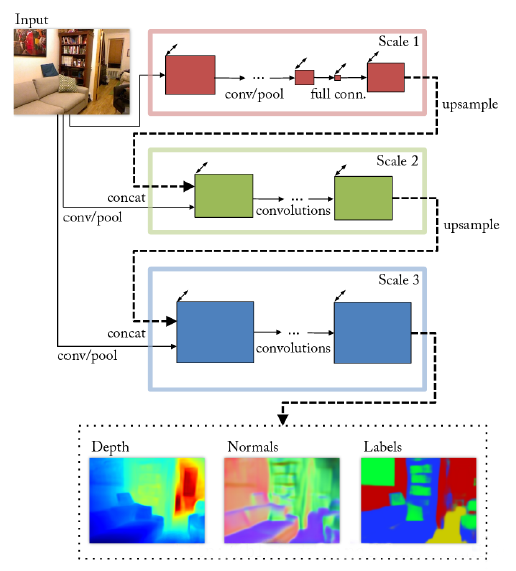 Input
Scale 1
conv/pool
...
full conn.
upsample
Scale 2
concat
conv/pool
...
convolutions
upsample
Scale 3
concat
conv/pool
...
convolutions
Depth
Normals
Labels